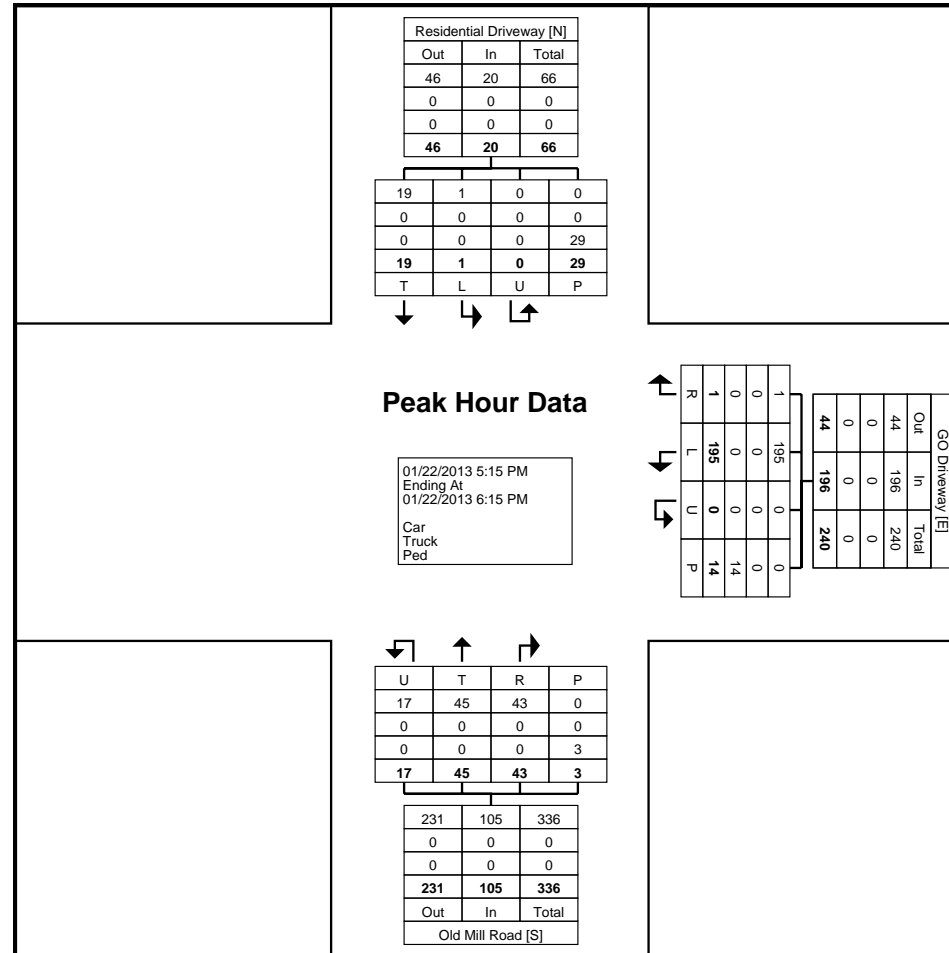 Residential Driveway [N]
Out In Total
46 20 66
0 0 0
0 0 0
46 20 66
19 1 0 0
0 0 0 0
0 0 0 29
19 1 0 29
T L U P
Peak Hour Data
01/22/2013 5:15 PM
Ending At
01/22/2013 6:15 PM
Car
Truck
Ped
GO Driveway [E]
Out In Total
44 196 240
0 0 0
0 0 0
44 196 240
1 195 0 0
0 0 0 0
0 0 0 14
1 195 0 14
R L U P
U T R P
17 45 43 0
0 0 0 0
0 0 0 3
17 45 43 3
231 105 336
0 0 0
0 0 0
231 105 336
Out In Total
Old Mill Road [S]